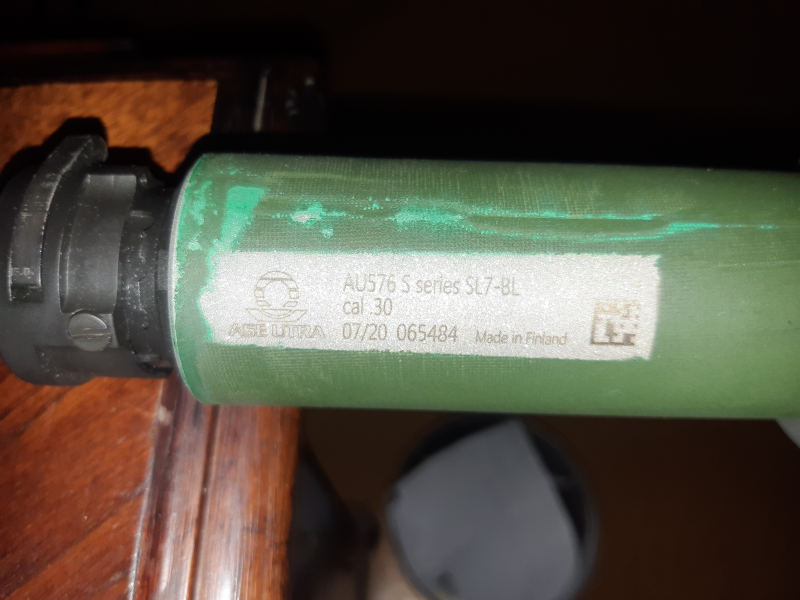 AU576 S series SL7-BL
cal 30
ASE UTRA
07/20 065484 Made in Finland